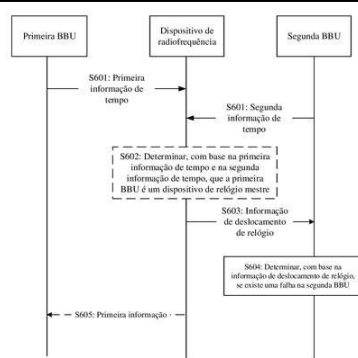 Primeira BBU
Dispositivo de
radiofrequência
Segunda BBU
S601: Primeira
informação de
tempo
S601: Segunda
informação de
tempo
S602: Determinar, com base na primeira
informação de tempo e na segunda
informação de tempo, que a primeira
BBU é um dispositivo de relógio mestre
S603: Informação
de deslocamento
de relógio
S604: Determinar, com base na
informação de deslocamento de relógio,
se existe uma falha na segunda BBU
S605: Primeira informação